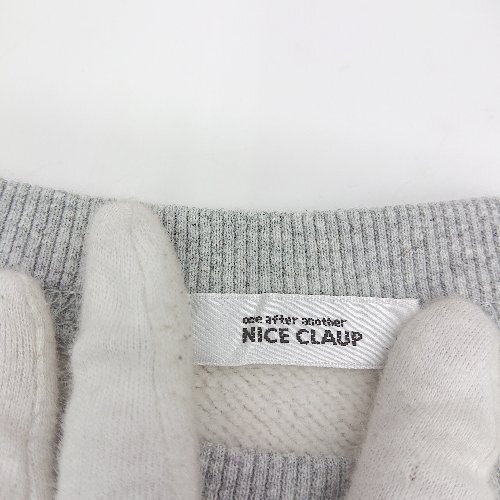 one after another
NICE CLAUP